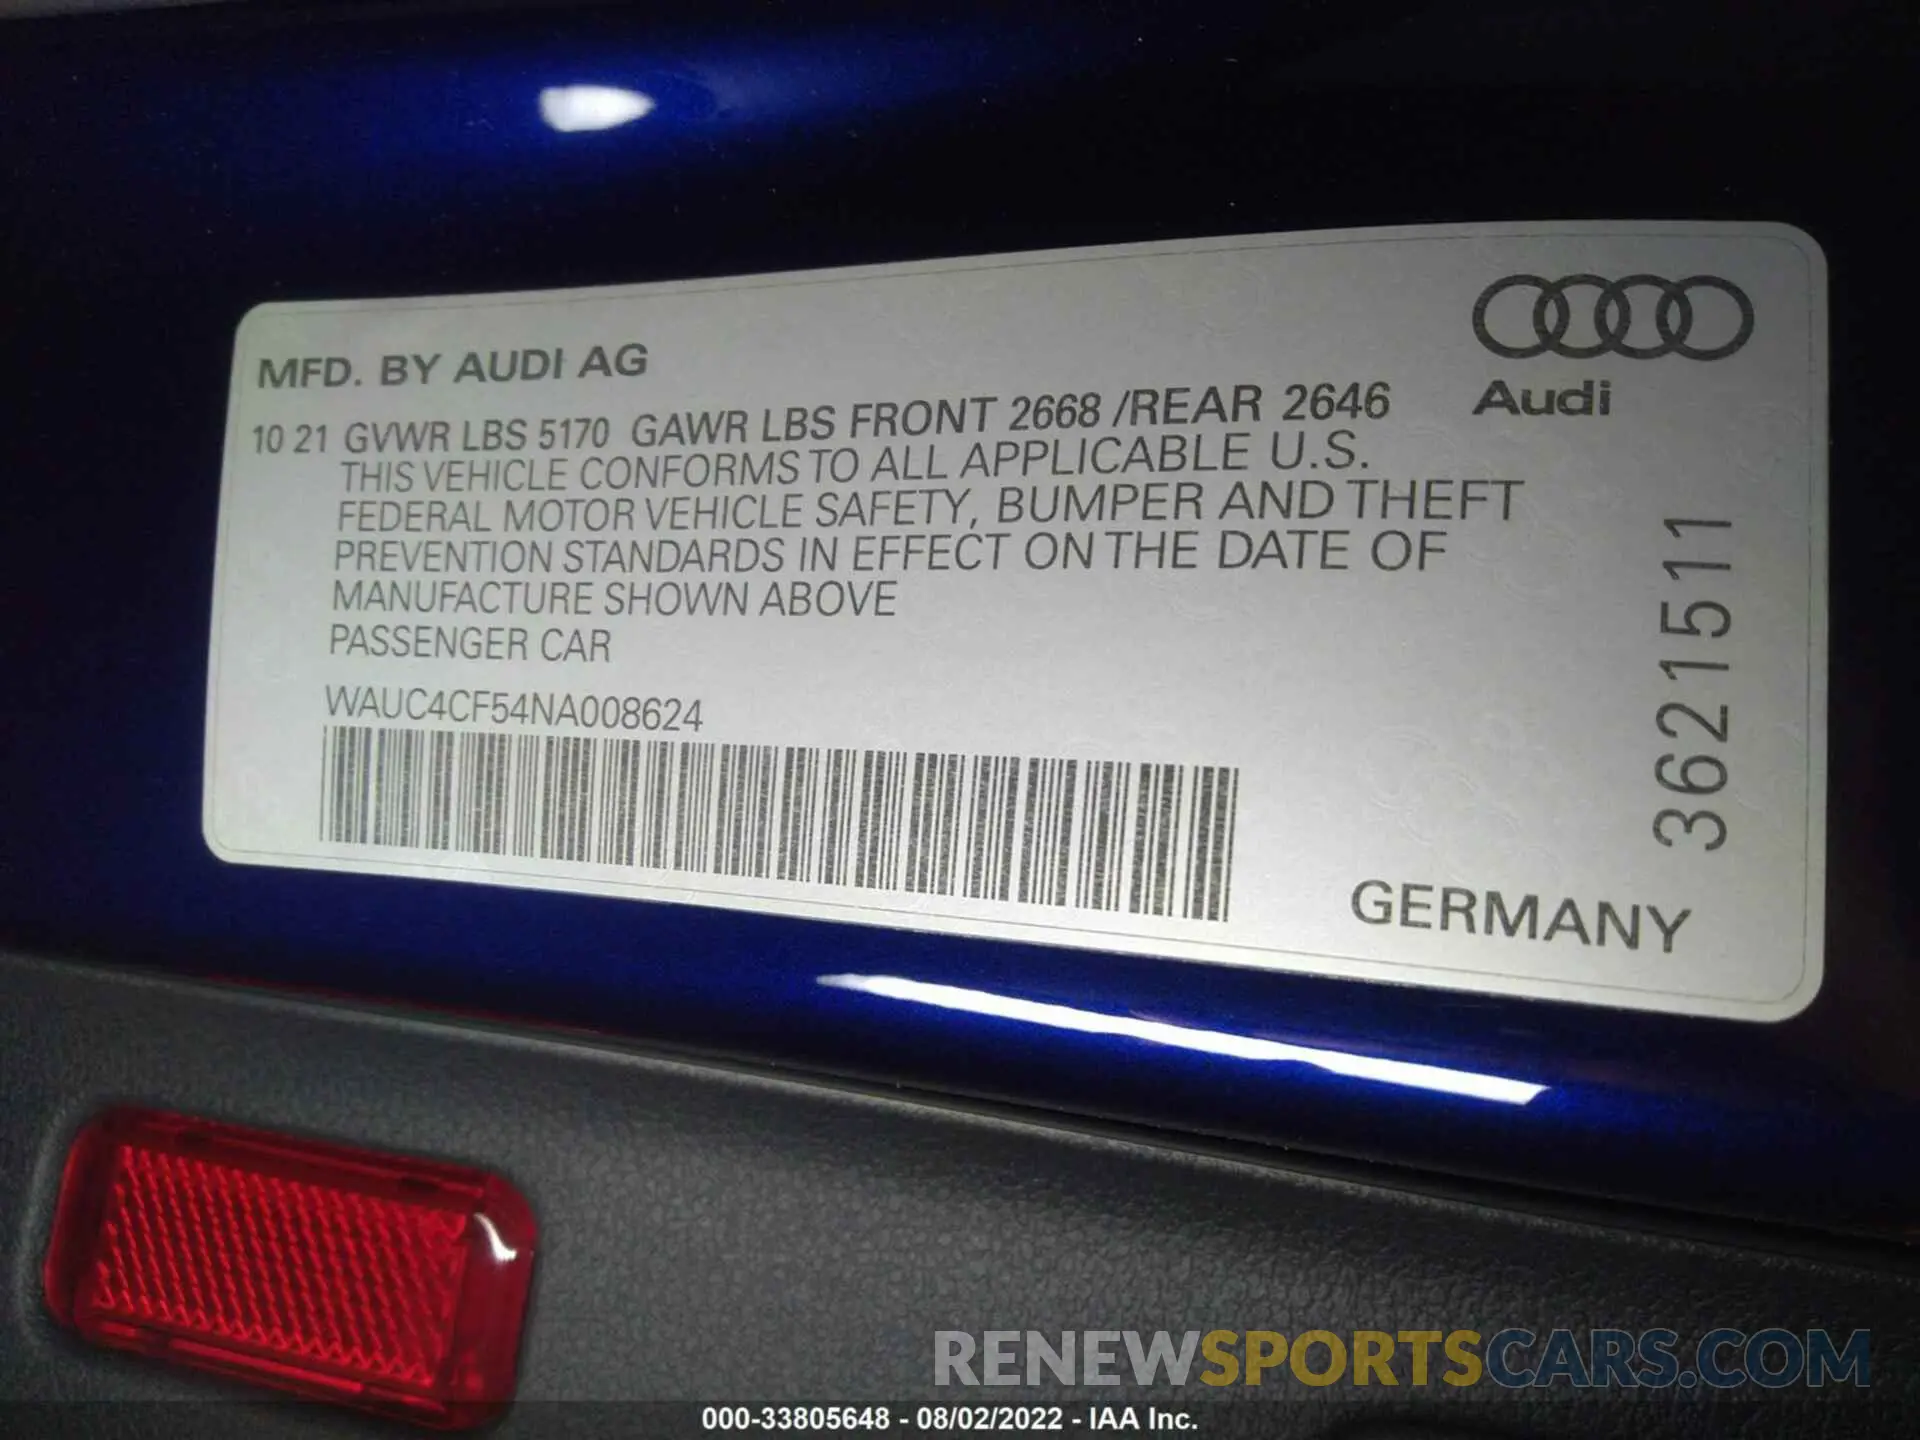 MFD. BY AUDI AG
Audi
10 21 GVWR LBS 5170 GAWR LBS FRONT 2668 /REAR 2646
THIS VEHICLE CONFORMS TO ALL APPLICABLE U.S.
FEDERAL MOTOR VEHICLE SAFETY, BUMPER AND THEFT
PREVENTION STANDARDS IN EFFECT ON THE DATE OF
MANUFACTURE SHOWN ABOVE
PASSENGER CAR
WAUC4CF54NA008624
3621511
GERMANY
RENEWSPORTSCARS.COM
000-33805648 - 08/02/2022 - IAA Inc.